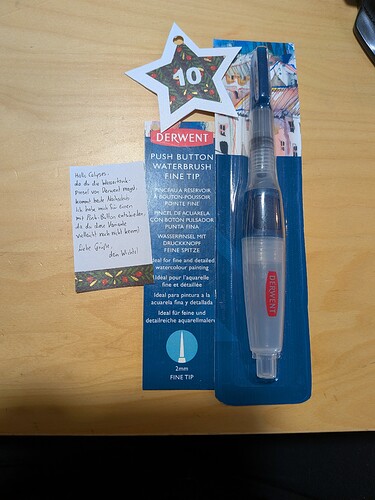 10
Hallo Calypso,
da du die Wassertank-
pinsel von Derwent magst,
kommt heute Nachschub.
Ich habe mich für einen
mit Push-Button entschieden,
da du diese Variante
vielleicht noch nicht kennst.
Liebe Grüße
dein Wichtel
DERWENT
PUSH BUTTON
WATERBRUSH
FINE TIP
PINCEAU À RÉSERVOIR
À BOUTON-POUSSOIR
POINTE FINE
PINCEL DE ACUARELA
CON BOTÓN PULSADOR
PUNTA FINA
WASSERPINSEL MIT
DRUCKKNOPF
FEINE SPITZE
Ideal for fine and detailed
watercolour painting
Idéal pour l'aquarelle
fine et détaillée
Ideal para pintura a la
acuarela fina y detallada
Ideal für feine und
detailreiche aquarellmalerei
2mm
FINE TIP
DERWENT